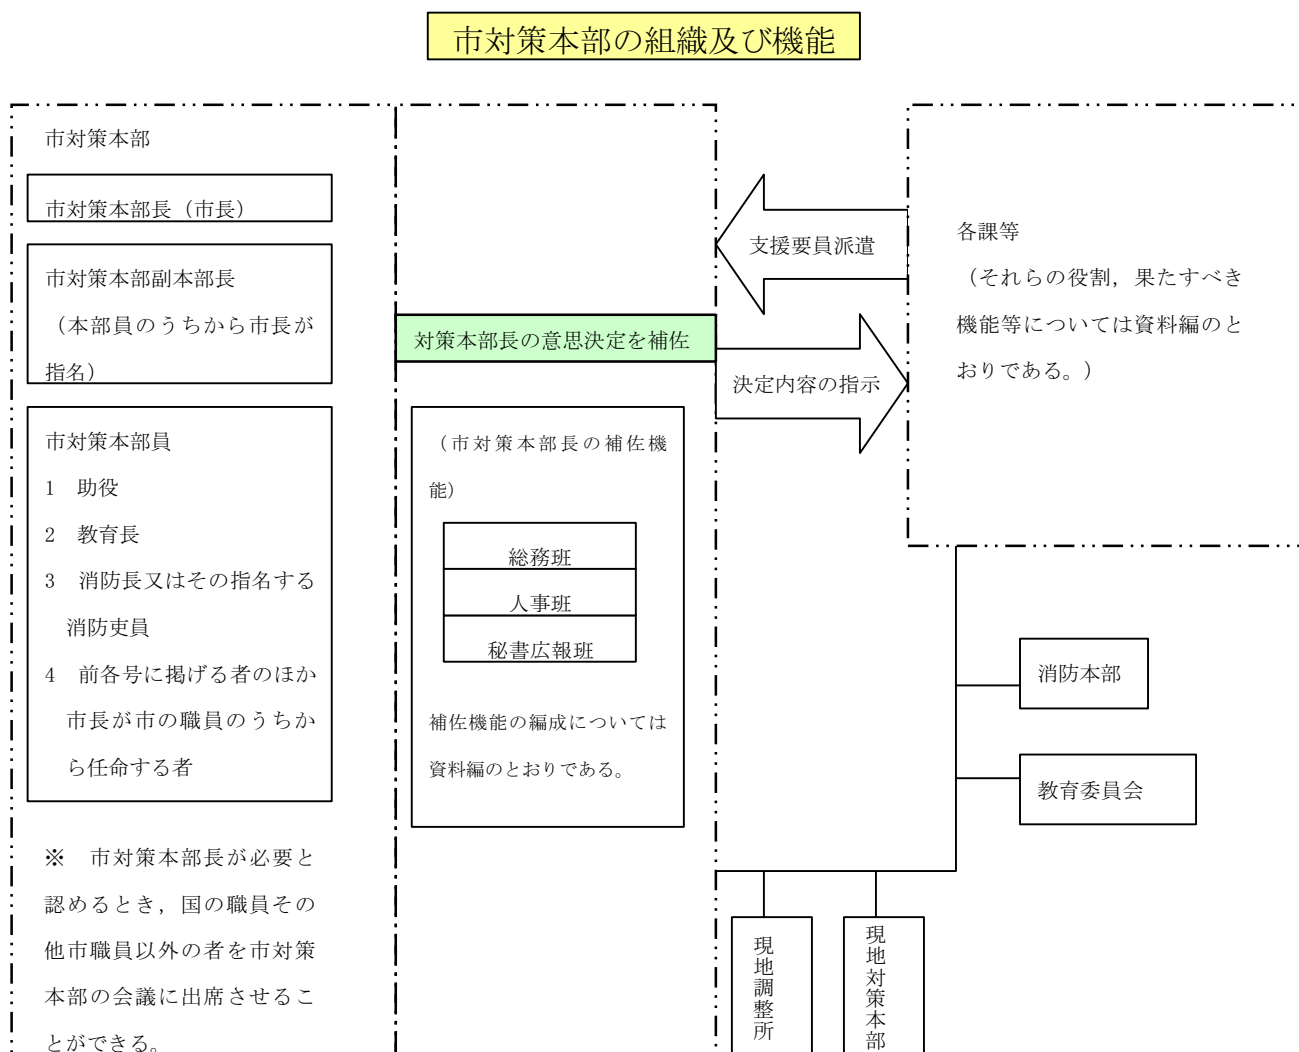 市対策本部の組織及び機能
市対策本部
市対策本部長（市長）
市対策本部副本部長
（本部員のうちから市長が
指名）
市対策本部員
1　助役
2　教育長
3　消防長又はその指名する
消防吏員
4　前各号に掲げる者のほか
市長が市の職員のうちか
ら任命する者
※　市対策本部長が必要と
認めるとき，国の職員その
他市職員以外の者を市対策
本部の会議に出席させるこ
とができる。
対策本部長の意思決定を補佐
（市対策本部長の補佐機
能）
総務班
人事班
秘書広報班
補佐機能の編成については
資料編のとおりである。
支援要員派遣
決定内容の指示
各課等
（それらの役割，果たすべき
機能等については資料編のと
おりである。）
消防本部
教育委員会
現地調整所
現地対策本部